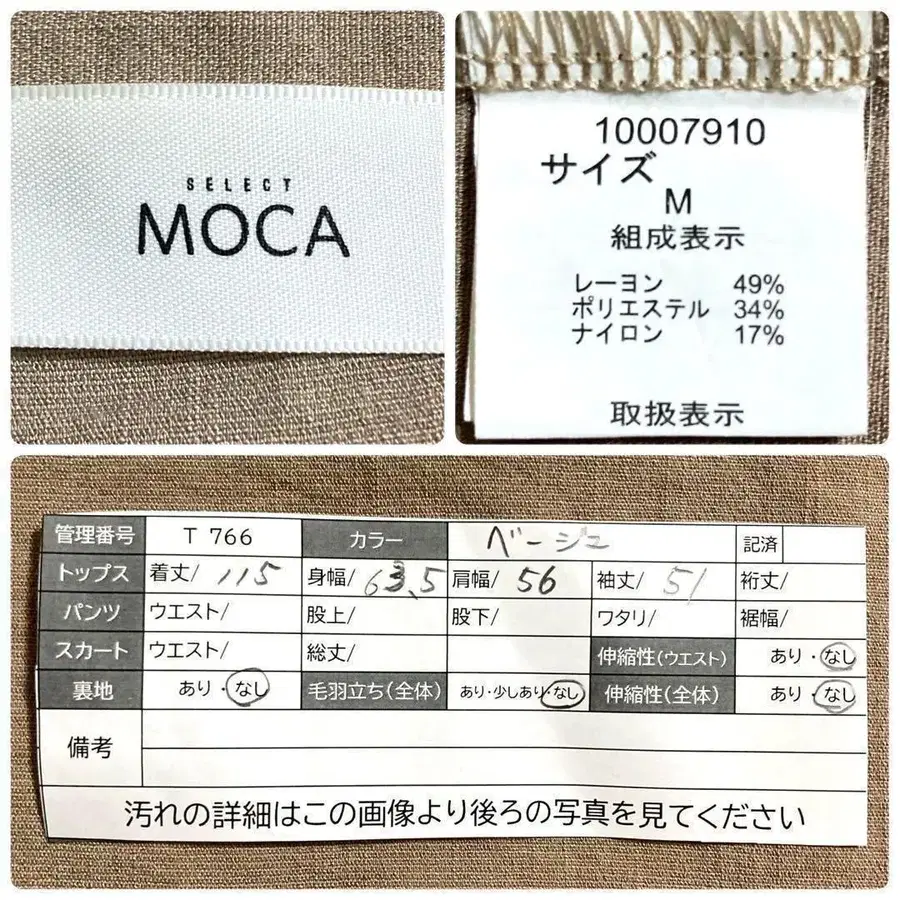 SELECT
MOCA
10007910
サイズ
M
組成表示
レーヨン 49%
ポリエステル 34%
ナイロン 17%
取扱表示
管理番号 T 766 カラー ベージュ 記済
トップス 着丈/ 115 身幅/ 63.5 肩幅/ 56 袖丈/ 51 裄丈/
パンツ ウエスト/ 股上/ 股下/ ワタリ/ 裾幅/
スカート ウエスト/ 総丈/ 伸縮性(ウエスト) あり・なし
裏地 あり・なし 毛羽立ち(全体) あり・少しあり・なし 伸縮性(全体) あり・なし
備考
汚れの詳細はこの画像より後ろの写真を見てください